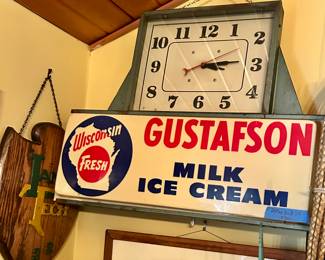 12
11 1
10 2
9 3
8 4
7 5
6
WISCONSIN
FRESH
GUSTAFSON
MILK
ICE CREAM